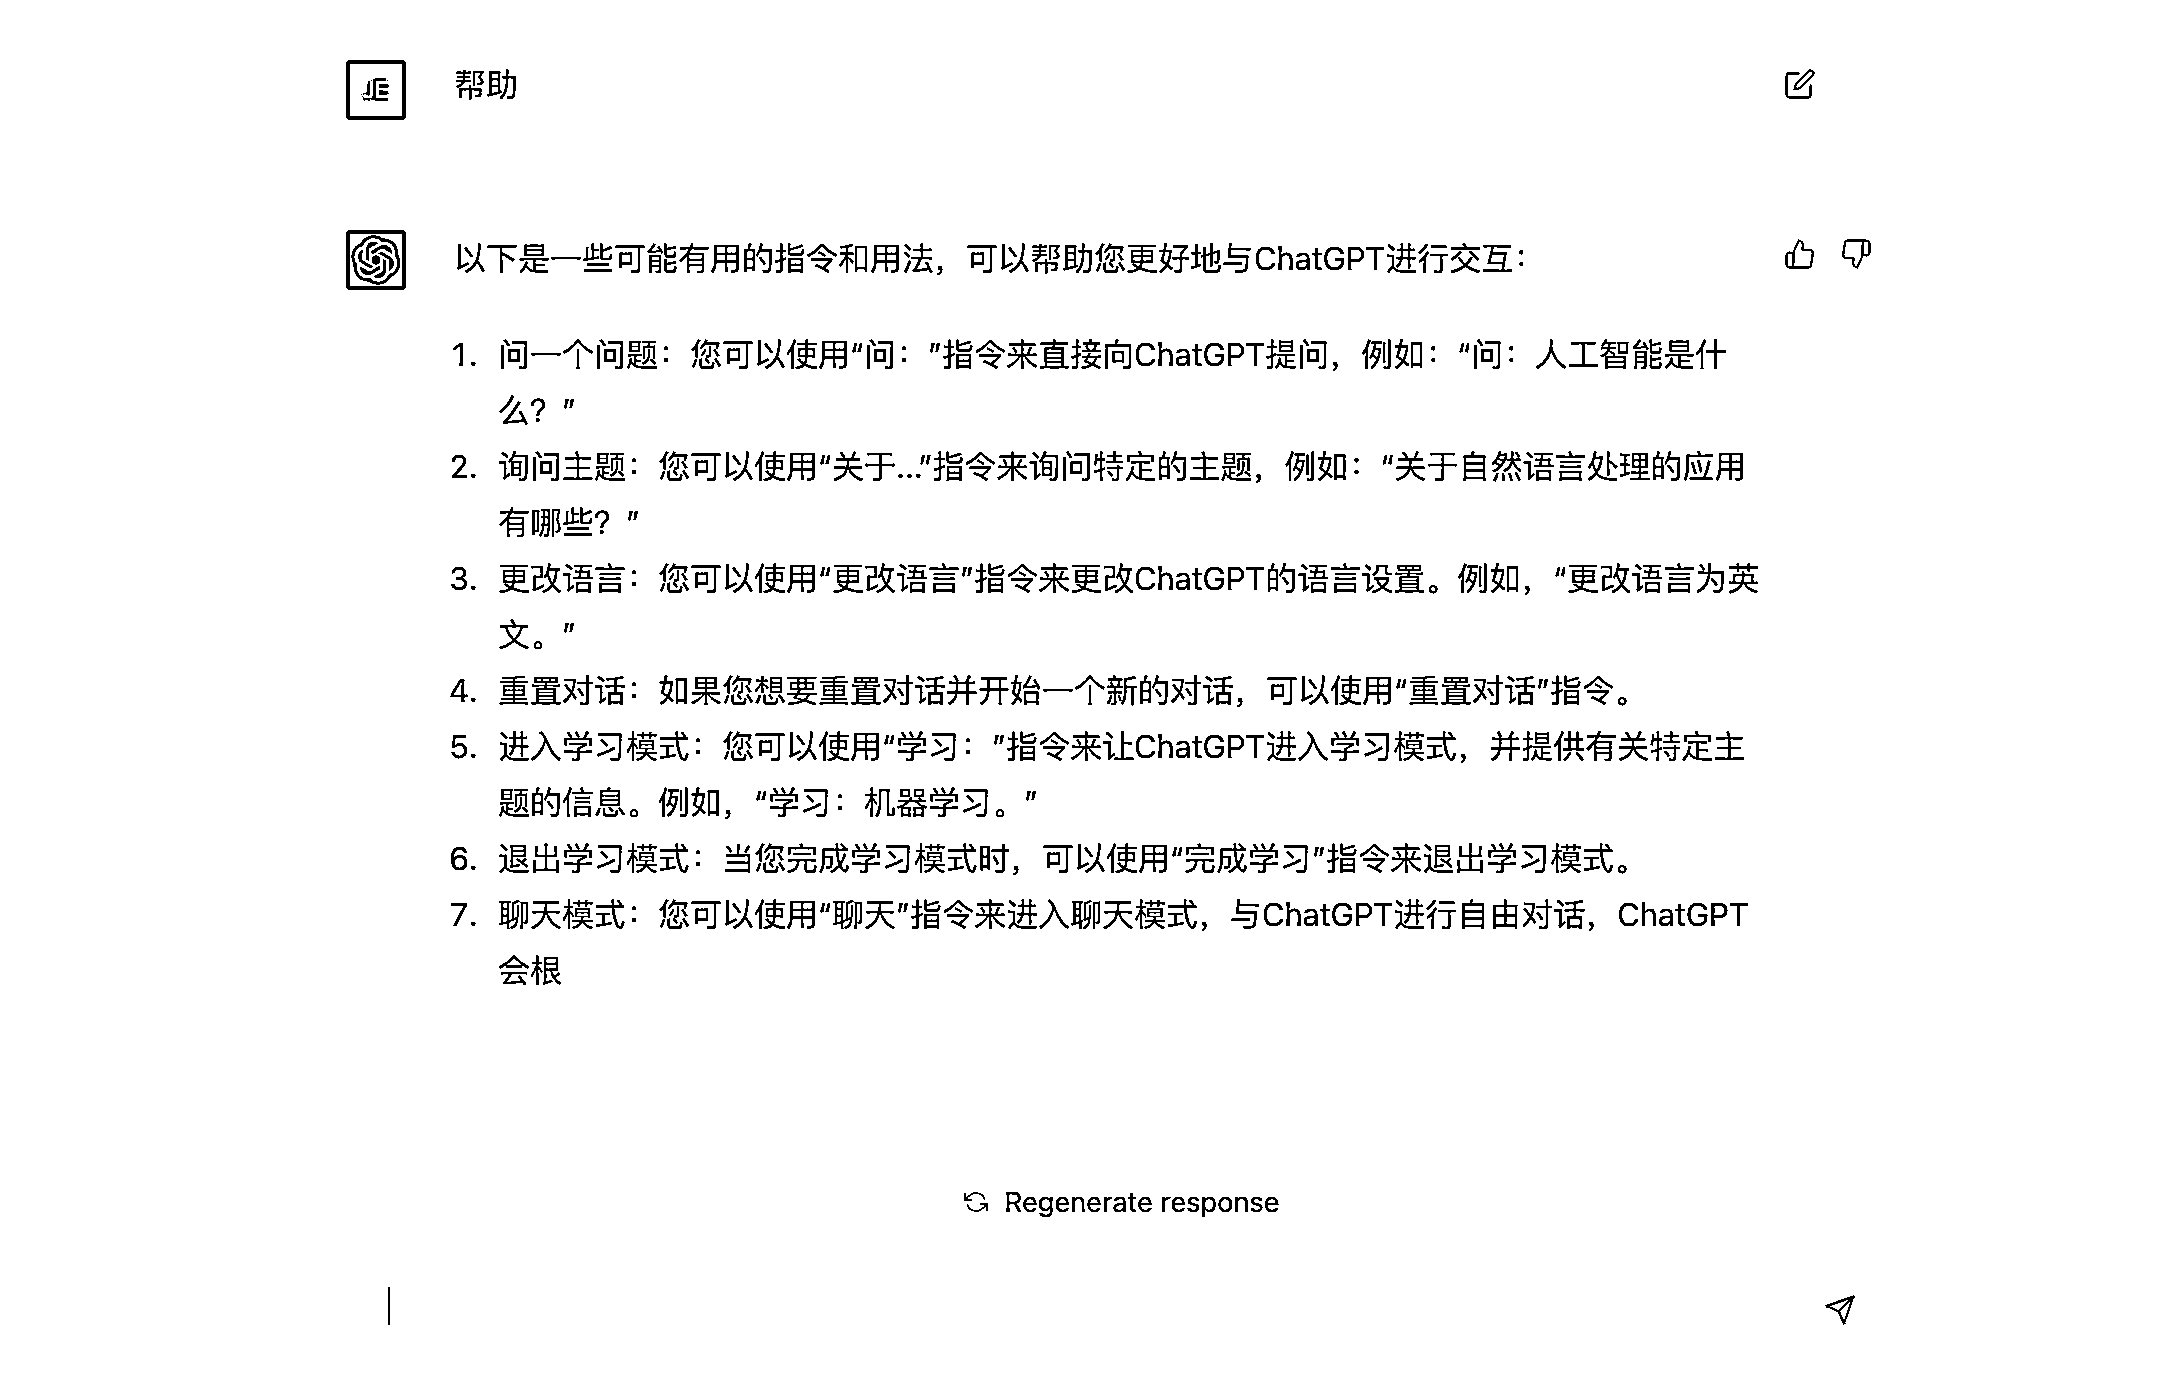 帮助
以下是一些可能有用的指令和用法，可以帮助您更好地与ChatGPT进行交互：
1. 问一个问题：您可以使用“问：”指令来直接向ChatGPT提问，例如：“问：人工智能是什
么？”
2. 询问主题：您可以使用“关于...”指令来询问特定的主题，例如：“关于自然语言处理的应用
有哪些？”
3. 更改语言：您可以使用“更改语言”指令来更改ChatGPT的语言设置。例如，“更改语言为英
文。”
4. 重置对话：如果您想要重置对话并开始一个新的对话，可以使用“重置对话”指令。
5. 进入学习模式：您可以使用“学习：”指令来让ChatGPT进入学习模式，并提供有关特定主
题的信息。例如，“学习：机器学习。”
6. 退出学习模式：当您完成学习模式时，可以使用“完成学习”指令来退出学习模式。
7. 聊天模式：您可以使用“聊天”指令来进入聊天模式，与ChatGPT进行自由对话，ChatGPT
会根
Regenerate response